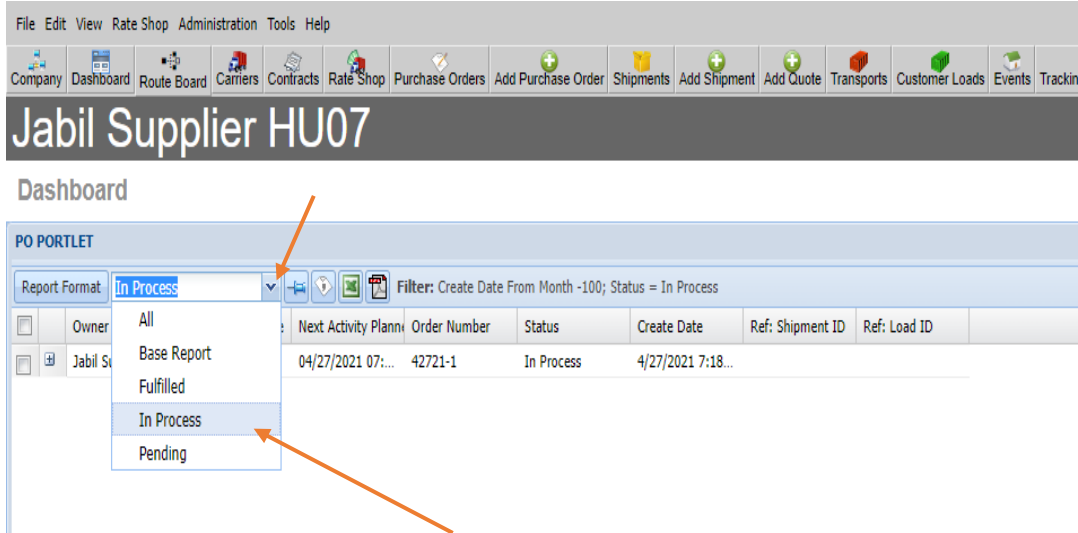 File Edit View Rate Shop Administration Tools Help
Company Dashboard Route Board Carriers Contracts Rate Shop Purchase Orders Add Purchase Order Shipments Add Shipment Add Quote Transports Customer Loads Events Trackin
Jabil Supplier HU07
Dashboard
PO PORTLET
Report Format In Process Filter: Create Date From Month -100; Status = In Process
Owner Next Activity Plann Order Number Status Create Date Ref: Shipment ID Ref: Load ID
Jabil Su 04/27/2021 07:... 42721-1 In Process 4/27/2021 7:18...
All
Base Report
Fulfilled
In Process
Pending